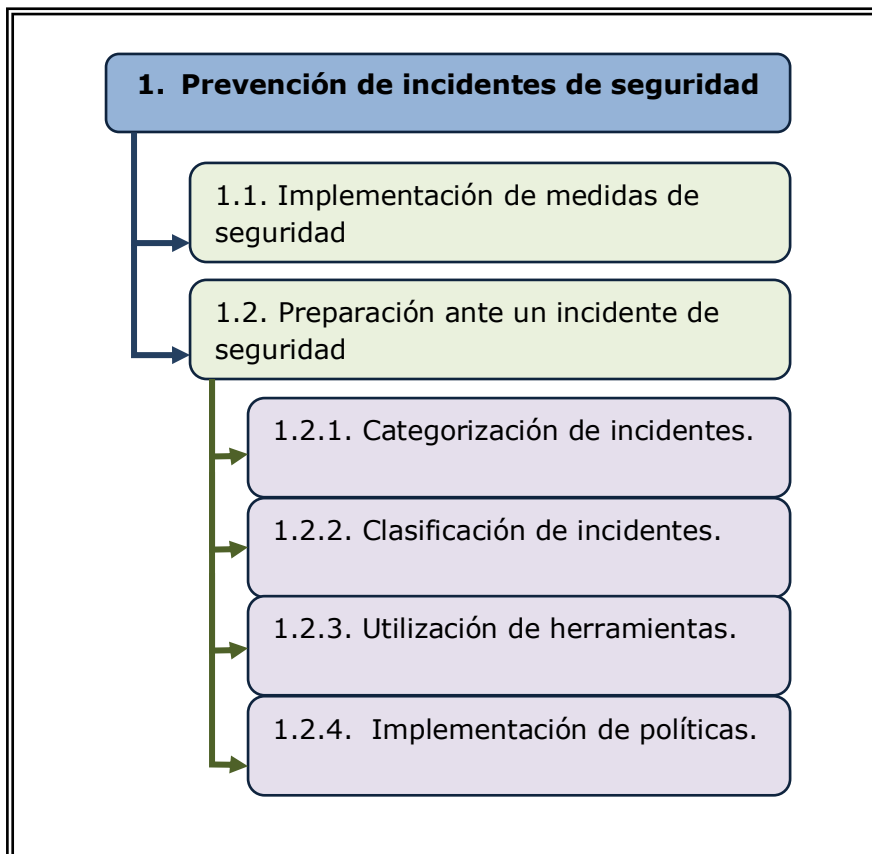 1. Prevención de incidentes de seguridad
1.1. Implementación de medidas de
seguridad
1.2. Preparación ante un incidente de
seguridad
1.2.1. Categorización de incidentes.
1.2.2. Clasificación de incidentes.
1.2.3. Utilización de herramientas.
1.2.4. Implementación de políticas.